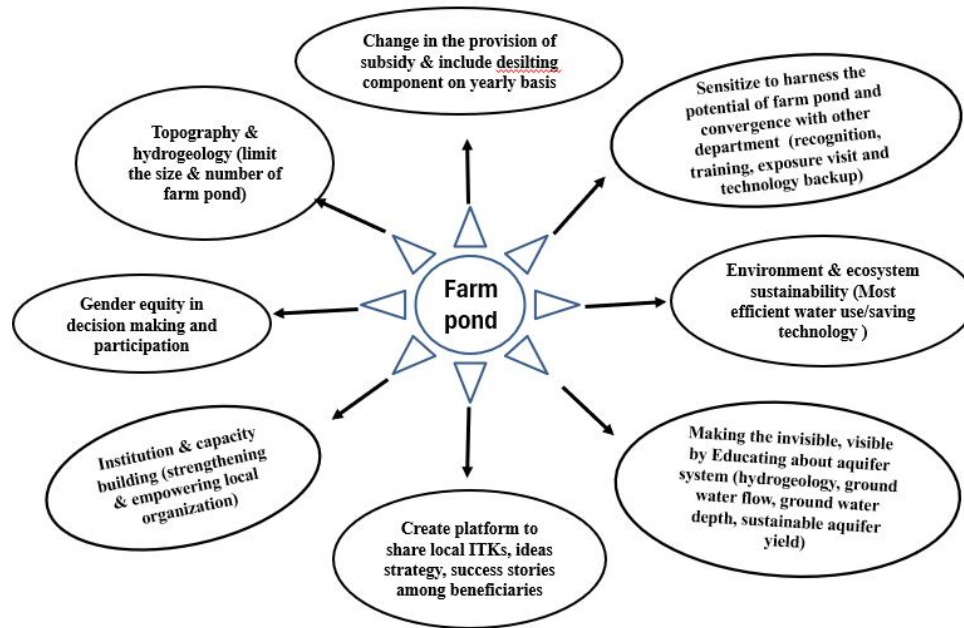 Change in the provision of
subsidy & include desilting
component on yearly basis
Sensitize to harness the
potential of farm pond and
convergence with other
department (recognition,
training, exposure visit and
technology backup)
Topography &
hydrogeology (limit
the size & number of
farm pond)
Farm
pond
Environment & ecosystem
sustainability (Most
efficient water use/saving
technology )
Gender equity in
decision making and
participation
Institution & capacity
building (strengthening
& empowering local
organization)
Making the invisible, visible
by Educating about aquifer
system (hydrogeology, ground
water flow, ground water
depth, sustainable aquifer
yield)
Create platform to
share local ITKs, ideas
strategy, success stories
among beneficiaries